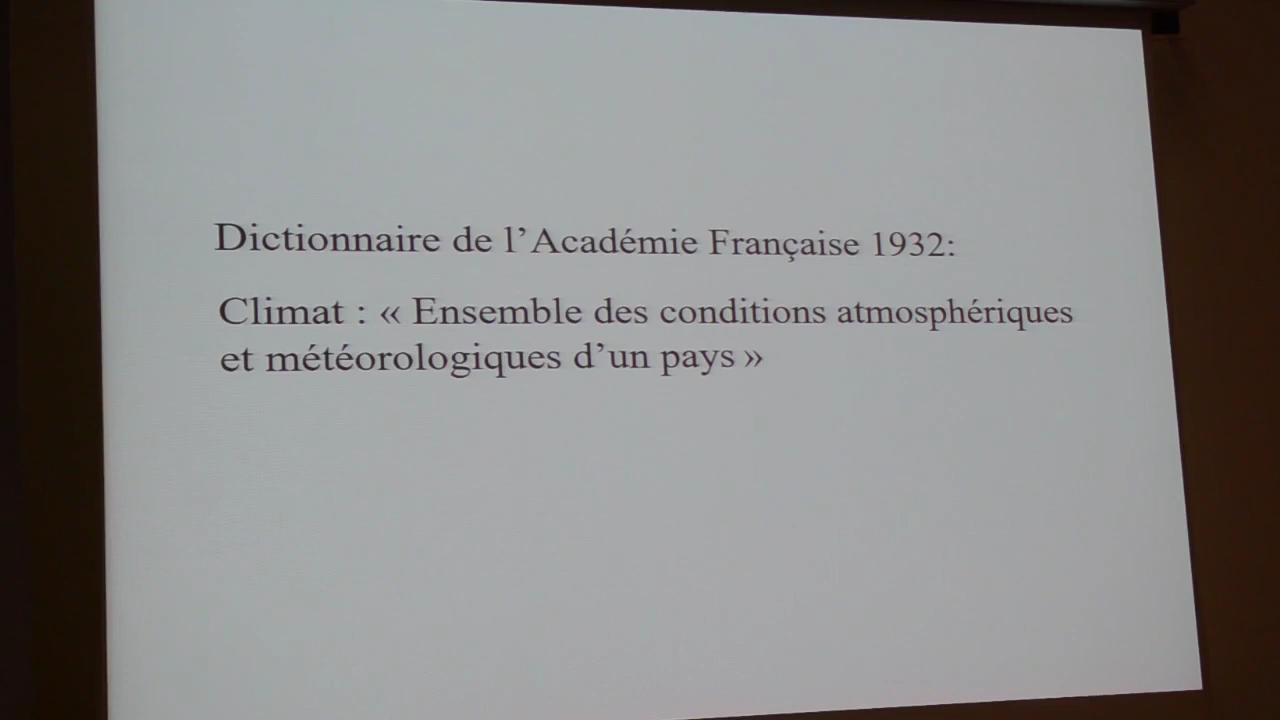 Dictionnaire de l’Académie Française 1932:
Climat : « Ensemble des conditions atmosphériques
et météorologiques d’un pays »